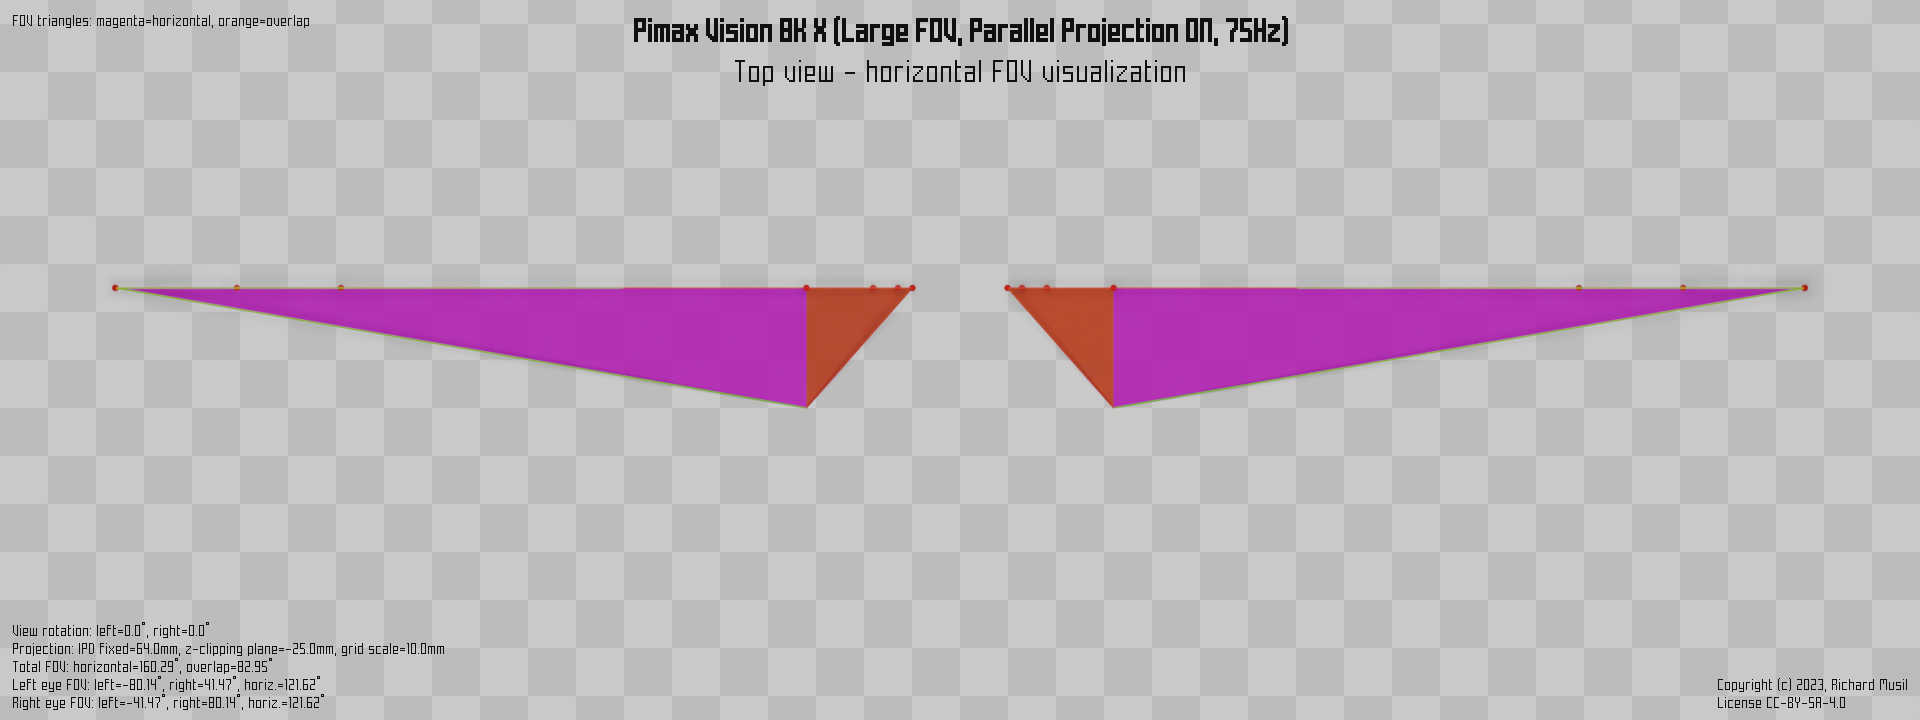 FOV triangles: magenta=horizontal, orange=overlap
Pimax Vision 8K X (Large FOV, Parallel Projection ON, 75Hz)
Top view - horizontal FOV visualization
View rotation: left=0.0°, right=0.0°
Projection: IPD fixed=64.0mm, z-clipping plane=-25.0mm, grid scale=10.0mm
Total FOV: horizontal=160.29°, overlap=82.95°
Left eye FOV: left=-80.14°, right=41.47°, horiz.=121.62°
Right eye FOV: left=-41.47°, right=80.14°, horiz.=121.62°
Copyright (c) 2023, Richard Musil
License CC-BY-SA-4.0